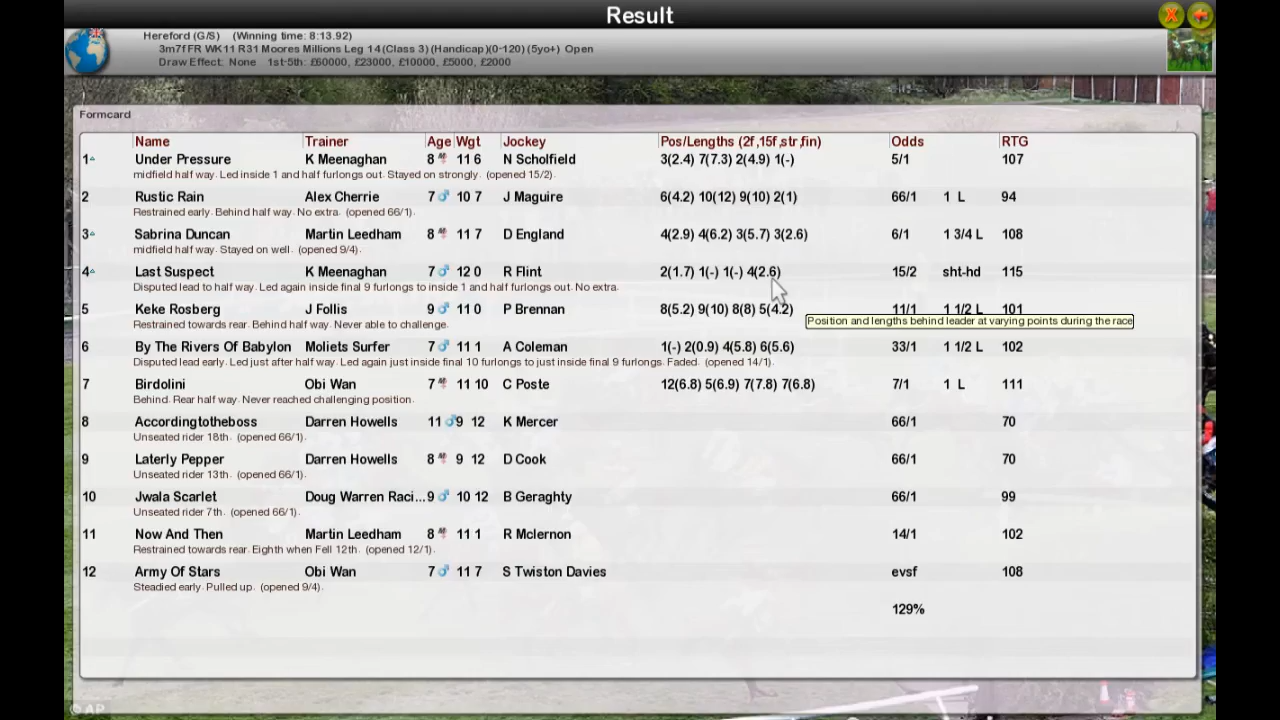 Result
Hereford (G/S) (Winning time: 8:13.92)
3m7fFR WK11 R31 Moores Millions Leg 14(Class 3)(Handicap)(0-120)(5yo+) Open
Draw Effect: None 1st-5th: £60000, £23000, £10000, £5000, £2000
Formcard
Name Trainer Age Wgt Jockey Pos/Lengths (2f,15f,str,fin) Odds RTG
1 Under Pressure K Meenaghan 8 11 6 N Scholfield 3(2.4) 7(7.3) 2(4.9) 1(-) 5/1 107
midfield half way. Led inside 1 and half furlongs out. Stayed on strongly. (opened 15/2).
2 Rustic Rain Alex Cherrie 7 10 7 J Maguire 6(4.2) 10(12) 9(10) 2(1) 66/1 1 L 94
Restrained early. Behind half way. No extra. (opened 66/1).
3 Sabrina Duncan Martin Leedham 8 11 7 D England 4(2.9) 4(6.2) 3(5.7) 3(2.6) 6/1 1 3/4 L 108
midfield half way. Stayed on well. (opened 9/4).
4 Last Suspect K Meenaghan 7 12 0 R Flint 2(1.7) 1(-) 1(-) 4(2.6) 15/2 sht-hd 115
Disputed lead to half way. Led again inside final 9 furlongs to inside 1 and half furlongs out. No extra.
5 Keke Rosberg J Follis 9 11 0 P Brennan 8(5.2) 9(10) 8(8) 5(4.2) 11/1 1 1/2 L 101
Restrained towards rear. Behind half way. Never able to challenge.
Position and lengths behind leader at varying points during the race
6 By The Rivers Of Babylon Moliets Surfer 7 11 1 A Coleman 1(-) 2(0.9) 4(5.8) 6(5.6) 33/1 1 1/2 L 102
Disputed lead early. Led just after half way. Led again just inside final 10 furlongs to just inside final 9 furlongs. Faded. (opened 14/1).
7 Birdolini Obi Wan 7 11 10 C Poste 12(6.8) 5(6.9) 7(7.8) 7(6.8) 7/1 1 L 111
Behind. Rear half way. Never reached challenging position.
8 Accordingtotheboss Darren Howells 11 9 12 K Mercer 66/1 70
Unseated rider 18th. (opened 66/1).
9 Laterly Pepper Darren Howells 8 9 12 D Cook 66/1 70
Unseated rider 13th. (opened 66/1).
10 Jwala Scarlet Doug Warren Raci... 9 10 12 B Geraghty 66/1 99
Unseated rider 7th. (opened 66/1).
11 Now And Then Martin Leedham 8 11 1 R Mclernon 14/1 102
Restrained towards rear. Eighth when Fell 12th. (opened 12/1).
12 Army Of Stars Obi Wan 7 11 7 S Twiston Davies evsf 108
Steadied early. Pulled up. (opened 9/4).
129%
© AP